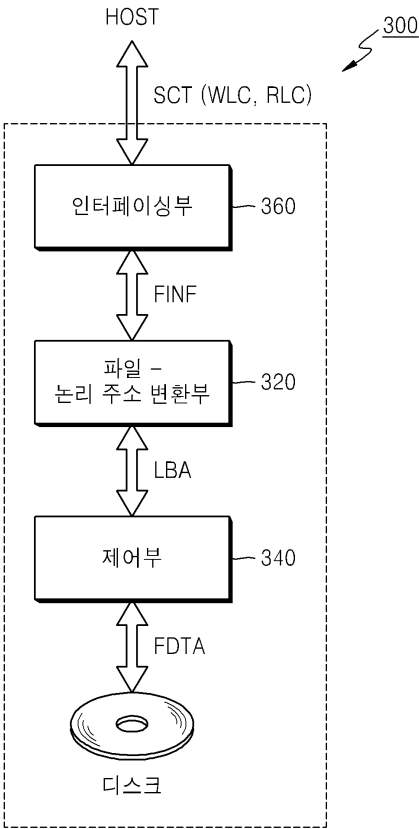 HOST
300
SCT (WLC, RLC)
인터페이싱부
360
FINF
파일 –
논리 주소 변환부
320
LBA
제어부
340
FDTA
디스크